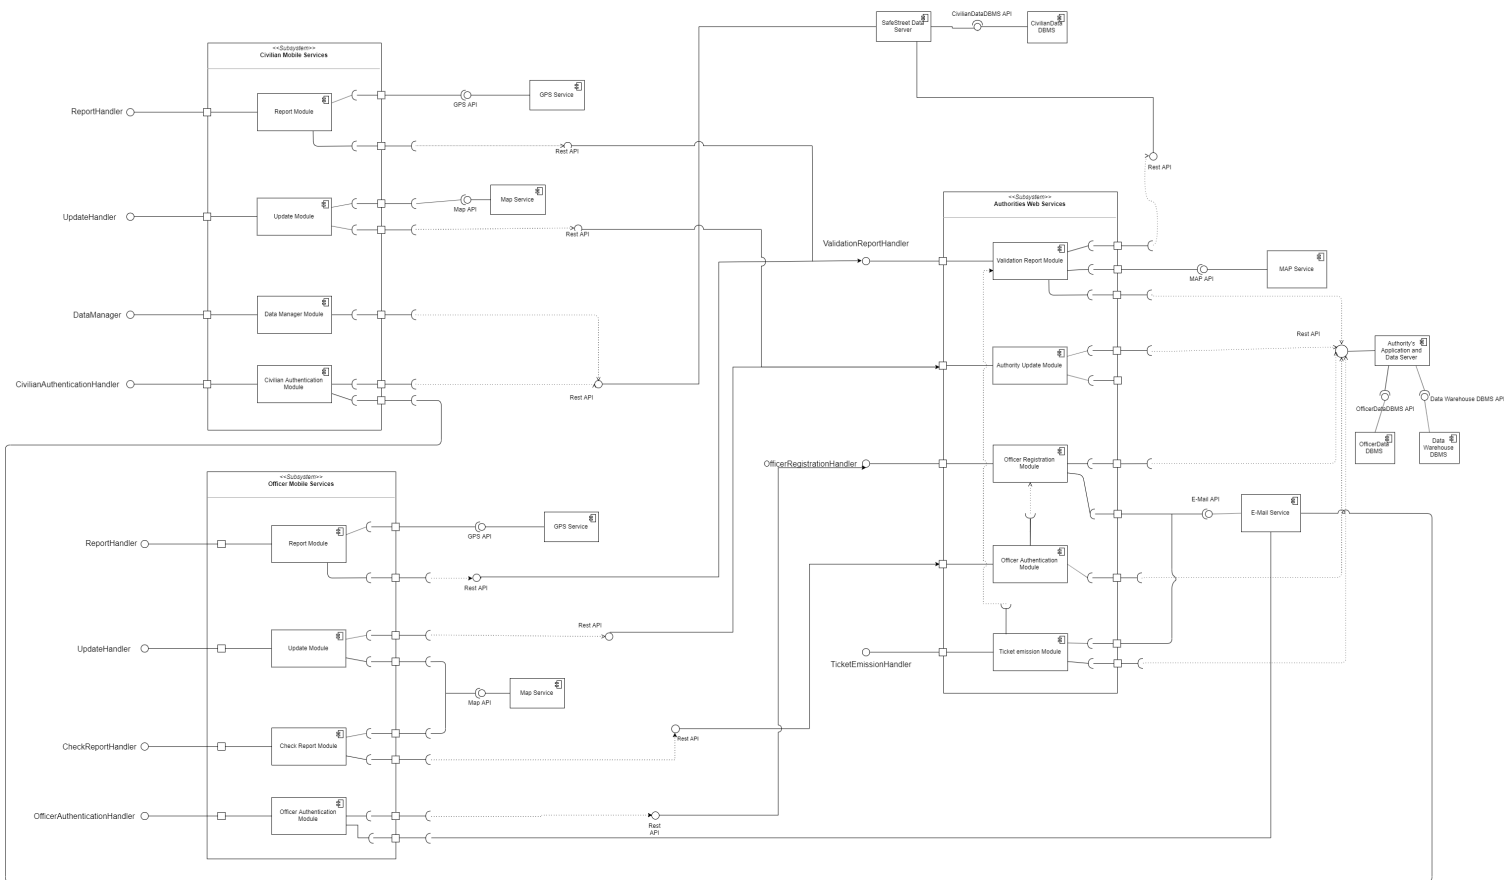 CivilianDataDBMS API
SafeStreet Data
Server
CivilianData
DBMS
<<Subsystem>>
Civilian Mobile Services
ReportHandler
Report Module
GPS API
GPS Service
Rest API
Rest API
UpdateHandler
Update Module
Map API
Map Service
Rest API
<<Subsystem>>
Authorities Web Services
ValidationReportHandler
Validation Report Module
MAP API
MAP Service
DataManager
Data Manager Module
Rest API
Authority's
Application and
Data Server
CivilianAuthenticationHandler
Civilian Authentication
Module
Rest API
Authority Update Module
OfficerDataDBMS API
Data Warehouse DBMS API
OfficerData
DBMS
Data
Warehouse
DBMS
<<Subsystem>>
Officer Mobile Services
OfficerRegistrationHandler
Officer Registration
Module
E-Mail API
E-Mail Service
ReportHandler
Report Module
GPS API
GPS Service
Rest API
Officer Authentication
Module
UpdateHandler
Update Module
Rest API
Map API
Map Service
TicketEmissionHandler
Ticket emission Module
CheckReportHandler
Check Report Module
Rest API
OfficerAuthenticationHandler
Officer Authentication
Module
Rest
API